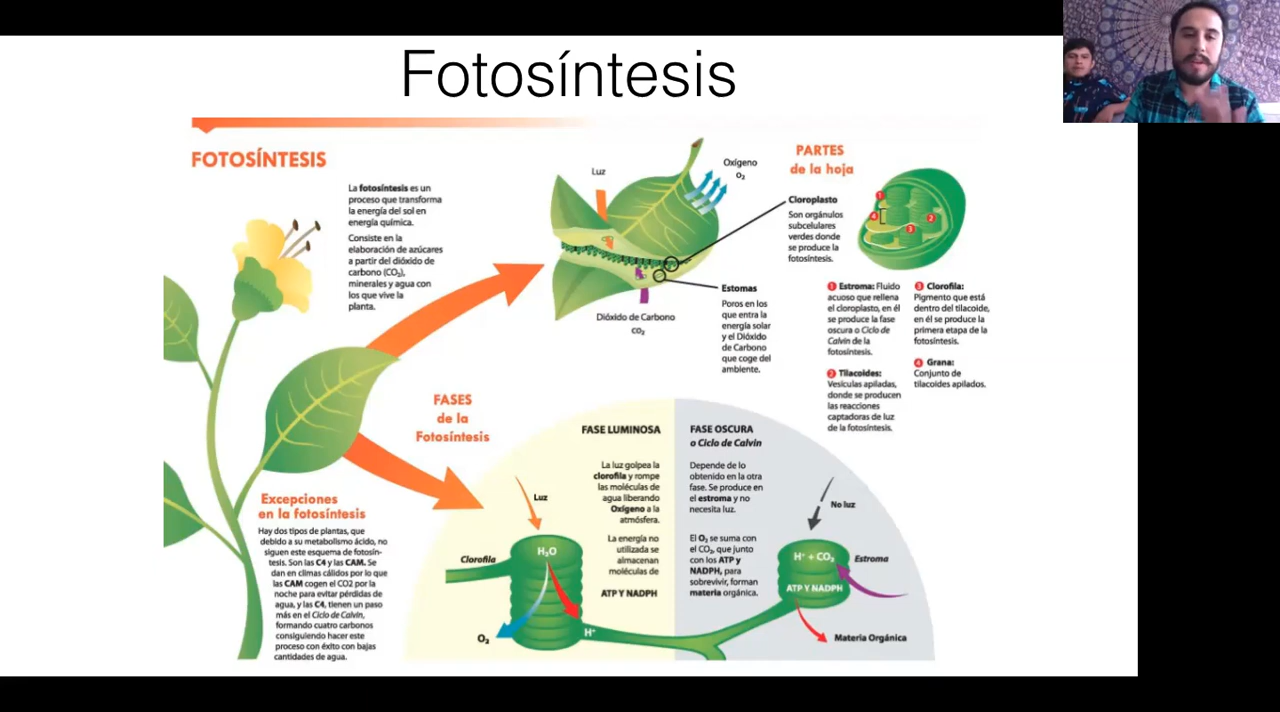 Fotosíntesis
FOTOSÍNTESIS
La fotosíntesis es un
proceso que transforma
la energía del sol en
energía química.
Consiste en la
elaboración de azúcares
a partir del dióxido de
carbono (CO₂),
minerales y agua con
los que vive la
planta.
Luz
Oxígeno
O₂
Dióxido de Carbono
CO₂
Estomas
Poros en los
que entra la
energía solar
y el Dióxido
de Carbono
que coge del
ambiente.
PARTES
de la hoja
Cloroplasto
Son orgánulos
subcelulares
verdes donde
se produce la
fotosíntesis.
1
4
2
3
1 Estroma: Fluido
acuoso que rellena
el cloroplasto, en él
se produce la fase
oscura o Ciclo de
Calvin de la
fotosíntesis.
2 Tilacoides:
Vesículas apiladas,
donde se producen
las reacciones
captadoras de luz
de la fotosíntesis.
3 Clorofila:
Pigmento que está
dentro del tilacoide,
en él se produce la
primera etapa de la
fotosíntesis.
4 Grana:
Conjunto de
tilacoides apilados.
FASES
de la
Fotosíntesis
Excepciones
en la fotosíntesis
Hay dos tipos de plantas, que
debido a su metabolismo ácido, no
siguen este esquema de fotosín-
tesis. Son las C4 y las CAM. Se
dan en climas cálidos por lo que
las CAM cogen el CO2 por la
noche para evitar pérdidas de
agua, y las C4, tienen un paso
más en el Ciclo de Calvin,
formando cuatro carbonos
consiguiendo hacer este
proceso con éxito con bajas
cantidades de agua.
FASE LUMINOSA
La luz golpea la
clorofila y rompe
las moléculas de
agua liberando
Oxígeno a la
atmósfera.
La energía no
utilizada se
almacenan
moléculas de
ATP Y NADPH
Luz
Clorofila
H₂O
O₂
H⁺
FASE OSCURA
o Ciclo de Calvin
Depende de lo
obtenido en la otra
fase. Se produce en
el estroma y no
necesita luz.
El O₂ se suma con
el CO₂, que junto
con los ATP y
NADPH, para
sobrevivir, forman
materia orgánica.
No luz
H⁺ + CO₂
Estroma
ATP Y NADPH
Materia Orgánica